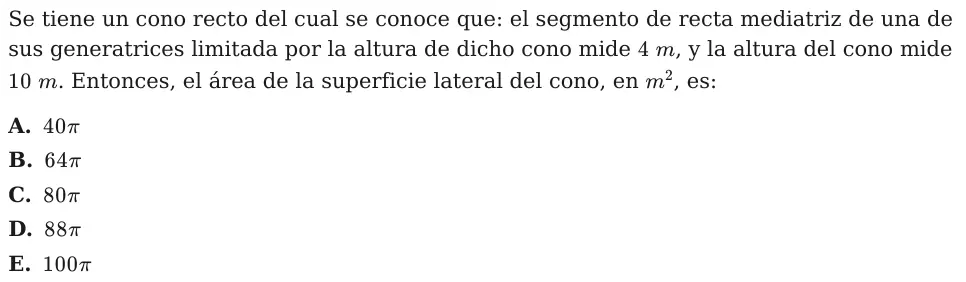 Se tiene un cono recto del cual se conoce que: el segmento de recta mediatriz de una de
sus generatrices limitada por la altura de dicho cono mide 4 m, y la altura del cono mide
10 m. Entonces, el área de la superficie lateral del cono, en m², es:
A. 40π
B. 64π
C. 80π
D. 88π
E. 100π